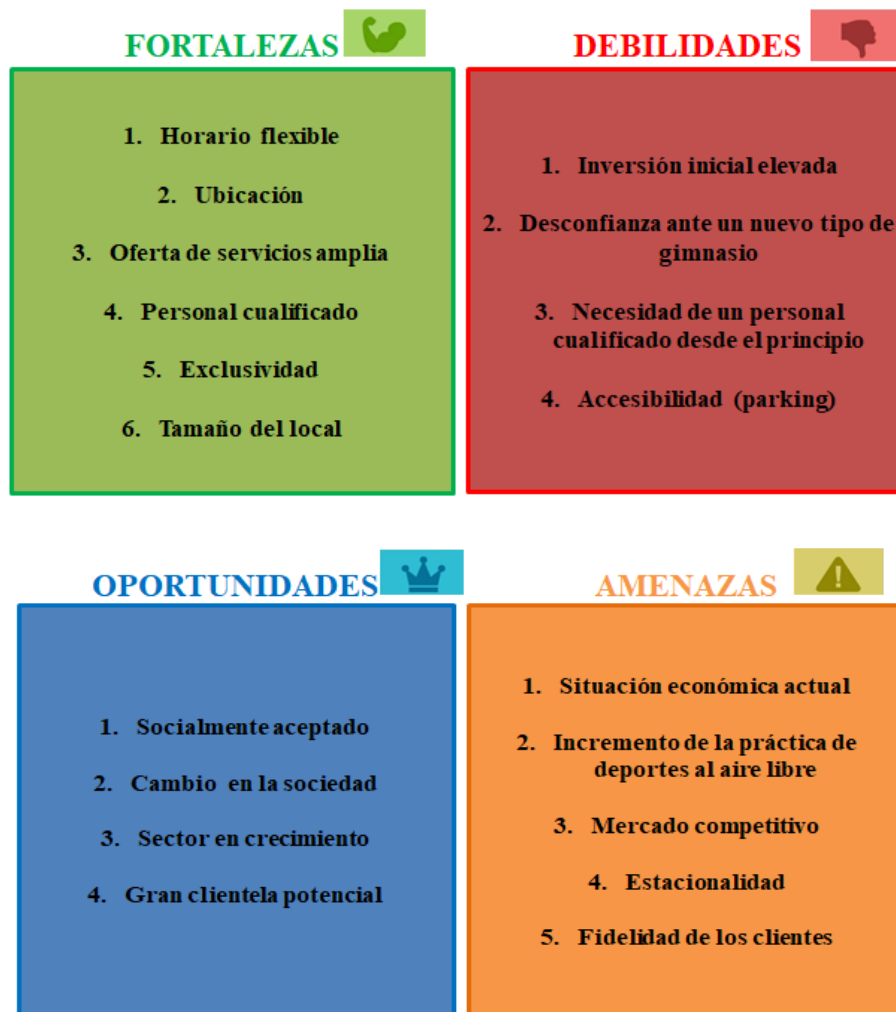 FORTALEZAS
1. Horario flexible
2. Ubicación
3. Oferta de servicios amplia
4. Personal cualificado
5. Exclusividad
6. Tamaño del local
DEBILIDADES
1. Inversión inicial elevada
2. Desconfianza ante un nuevo tipo de
gimnasio
3. Necesidad de un personal
cualificado desde el principio
4. Accesibilidad (parking)
OPORTUNIDADES
1. Socialmente aceptado
2. Cambio en la sociedad
3. Sector en crecimiento
4. Gran clientela potencial
AMENAZAS
1. Situación económica actual
2. Incremento de la práctica de
deportes al aire libre
3. Mercado competitivo
4. Estacionalidad
5. Fidelidad de los clientes